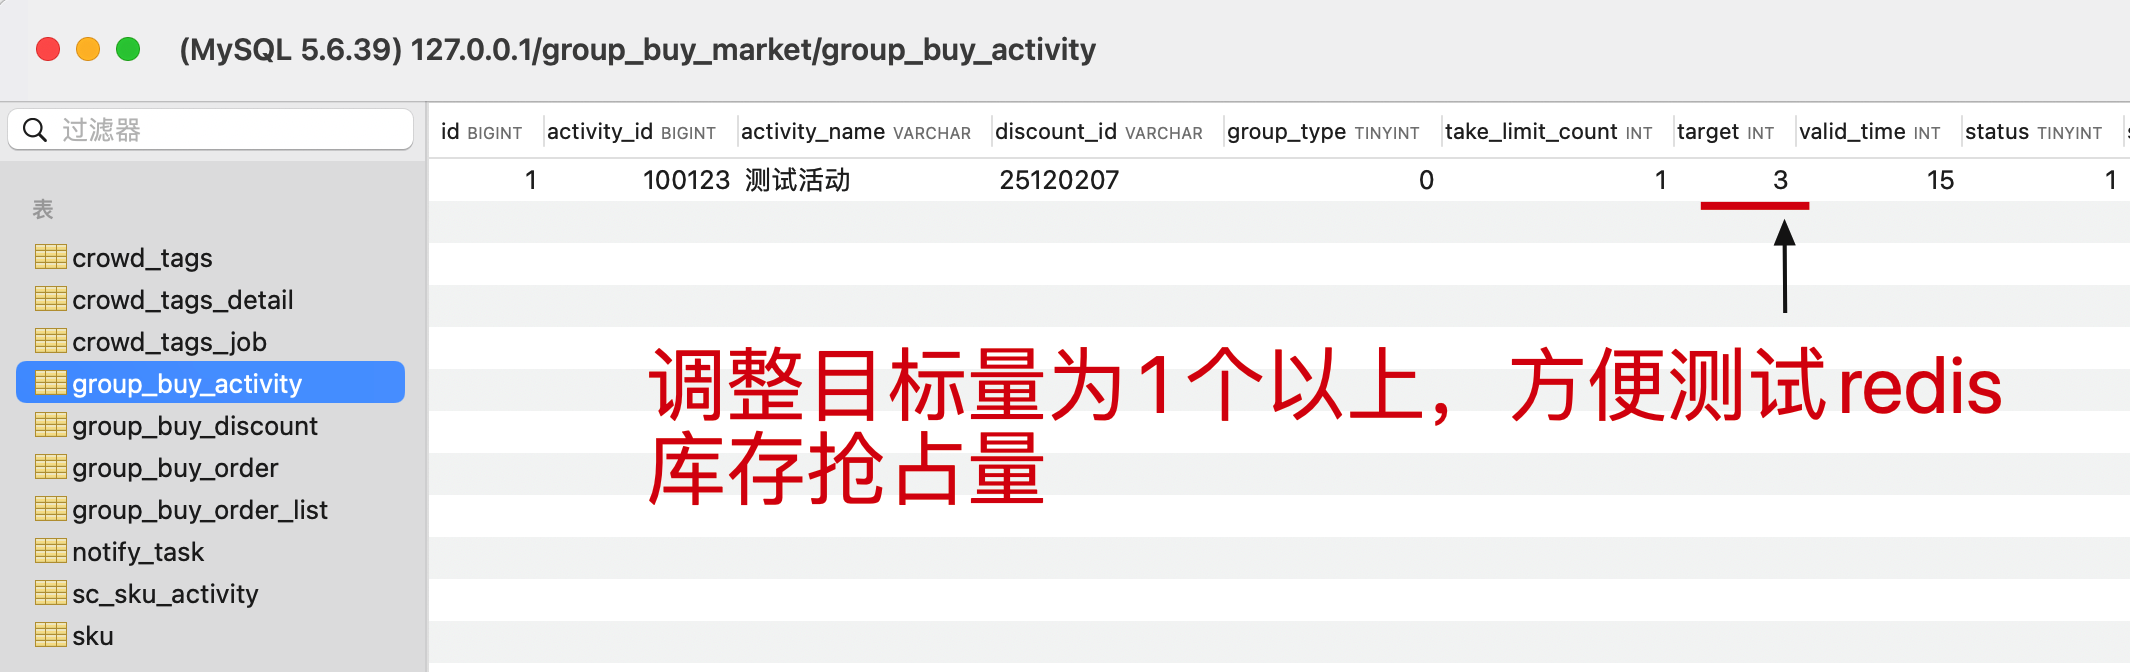 (MySQL 5.6.39) 127.0.0.1/group_buy_market/group_buy_activity
过滤器
表
crowd_tags
crowd_tags_detail
crowd_tags_job
group_buy_activity
group_buy_discount
group_buy_order
group_buy_order_list
notify_task
sc_sku_activity
sku
id BIGINT activity_id BIGINT activity_name VARCHAR discount_id VARCHAR group_type TINYINT take_limit_count INT target INT valid_time INT status TINYINT
1 100123 测试活动 25120207 0 1 3 15 1
调整目标量为1个以上，方便测试redis
库存抢占量